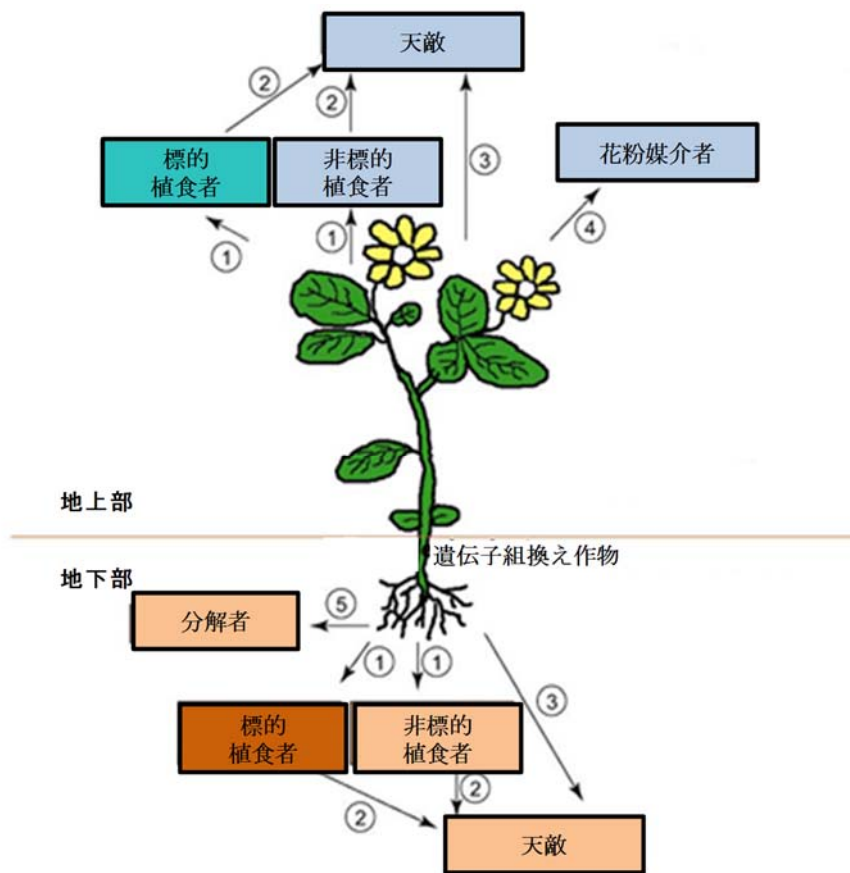 天敵
②
②
標的
植食者
非標的
植食者
③
花粉媒介者
④
①
①
地上部
遺伝子組換え作物
地下部
分解者
⑤
①
①
③
標的
植食者
非標的
植食者
②
②
天敵